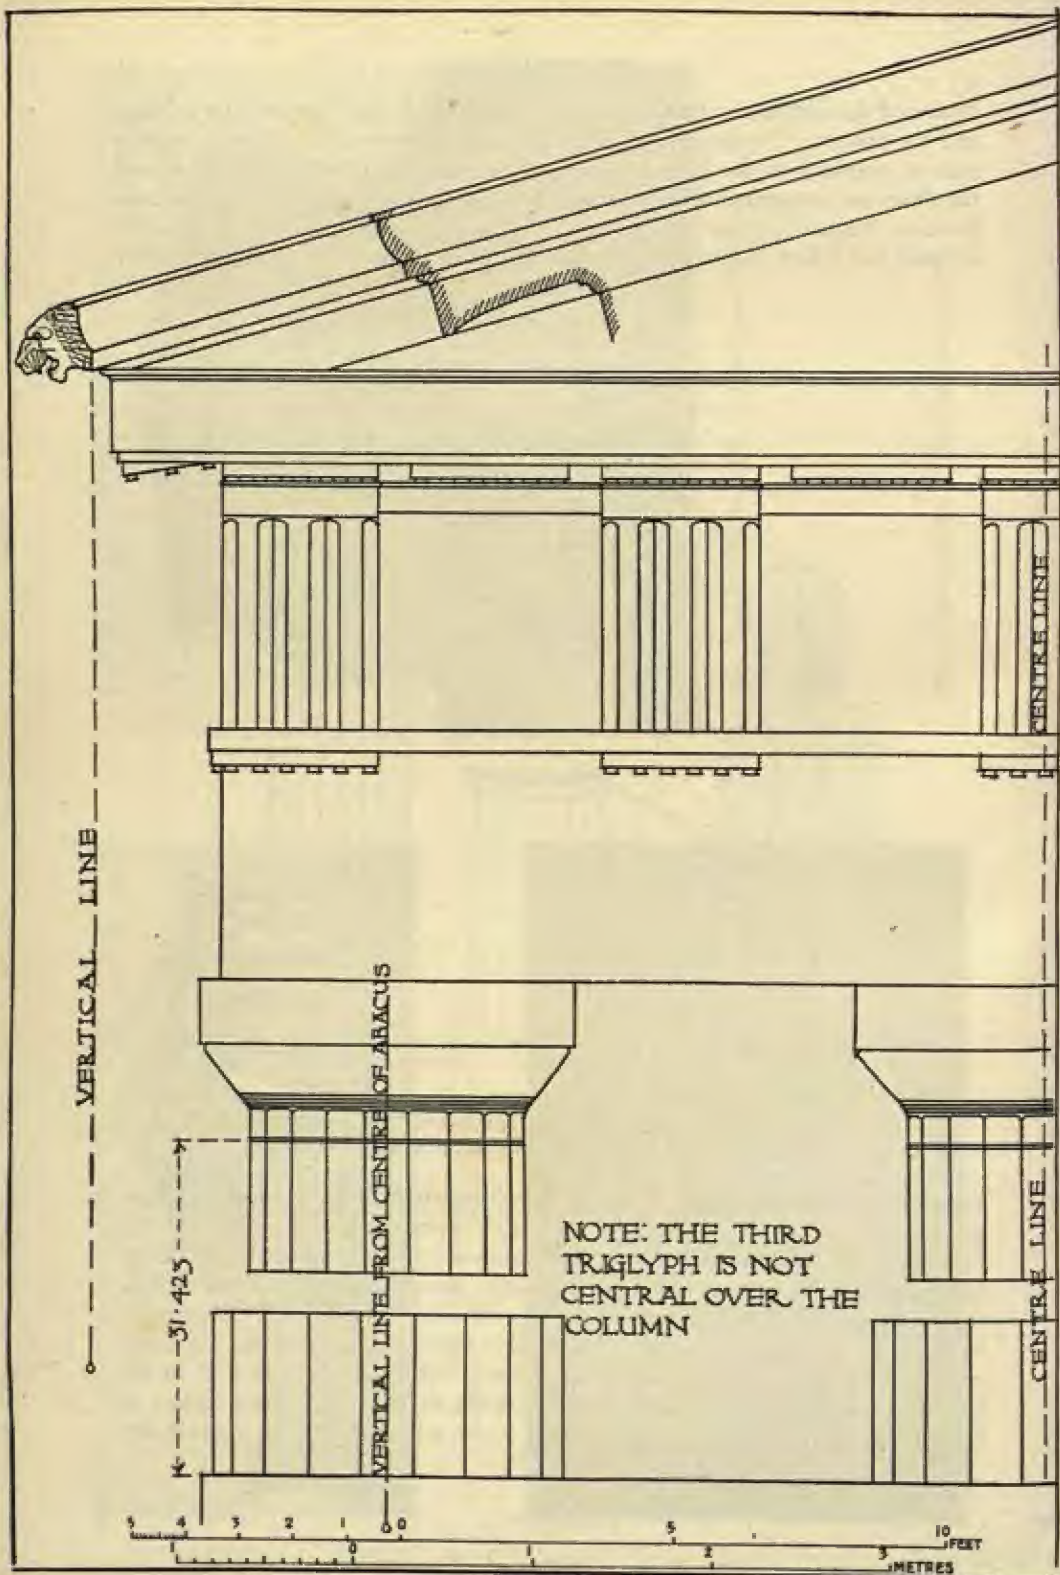 CENTRE LINE
VERTICAL LINE
VERTICAL LINE FROM CENTRE OF ABACUS
31·423
NOTE: THE THIRD
TRIGLYPH IS NOT
CENTRAL OVER THE
COLUMN
CENTRE LINE
5 4 3 2 1 0 5 10 FEET
1 0 1 2 3 METRES